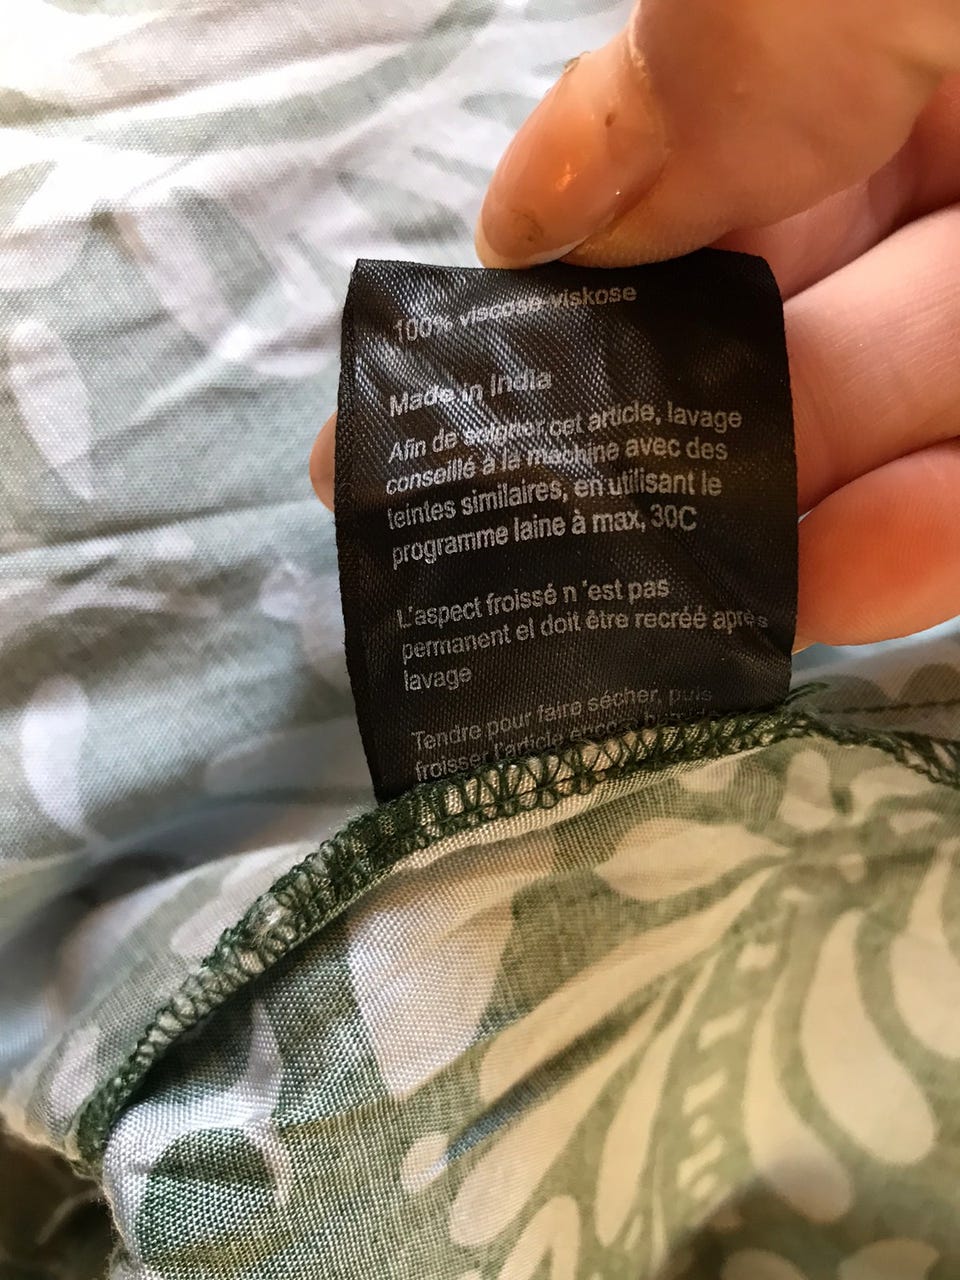 100% viscose-viskose
Made in India
Afin de soigner cet article, lavage
conseillé à la machine avec des
teintes similaires, en utilisant le
programme laine à max, 30C
L'aspect froissé n 'est pas
permanent et doit être recréé après
lavage
Tendre pour faire sécher, puis
froisser l'article